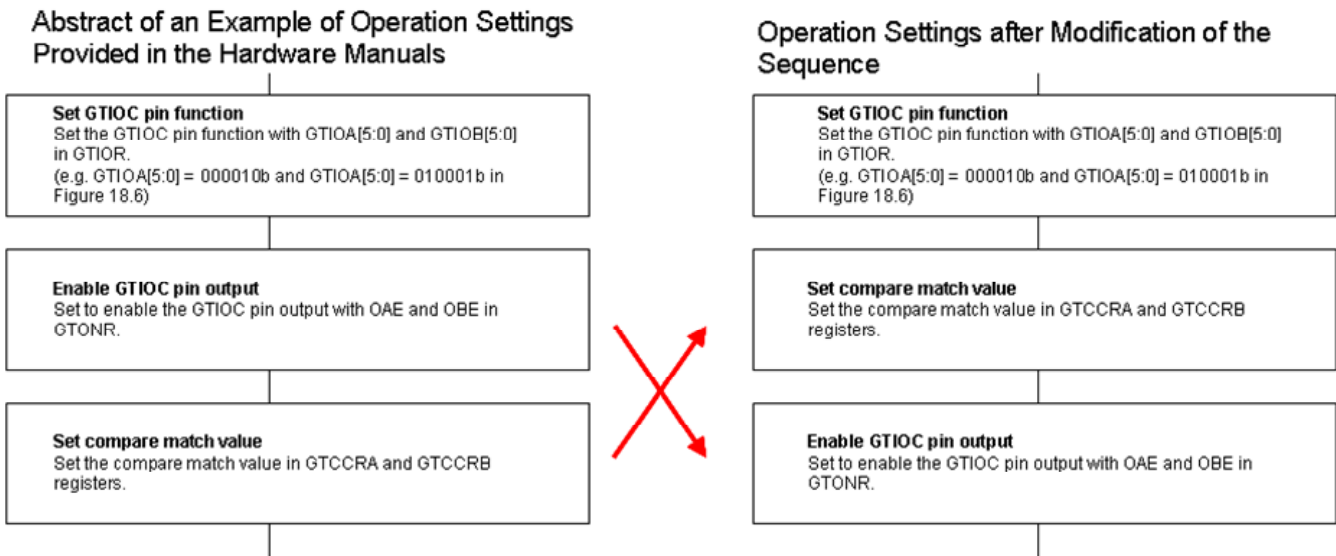 Abstract of an Example of Operation Settings
Provided in the Hardware Manuals
Set GTIOC pin function
Set the GTIOC pin function with GTIOA[5:0] and GTIOB[5:0]
in GTIOR.
(e.g. GTIOA[5:0] = 000010b and GTIOA[5:0] = 010001b in
Figure 18.6)
Enable GTIOC pin output
Set to enable the GTIOC pin output with OAE and OBE in
GTONR.
Set compare match value
Set the compare match value in GTCCRA and GTCCRB
registers.
Operation Settings after Modification of the
Sequence
Set GTIOC pin function
Set the GTIOC pin function with GTIOA[5:0] and GTIOB[5:0]
in GTIOR.
(e.g. GTIOA[5:0] = 000010b and GTIOA[5:0] = 010001b in
Figure 18.6)
Set compare match value
Set the compare match value in GTCCRA and GTCCRB
registers.
Enable GTIOC pin output
Set to enable the GTIOC pin output with OAE and OBE in
GTONR.